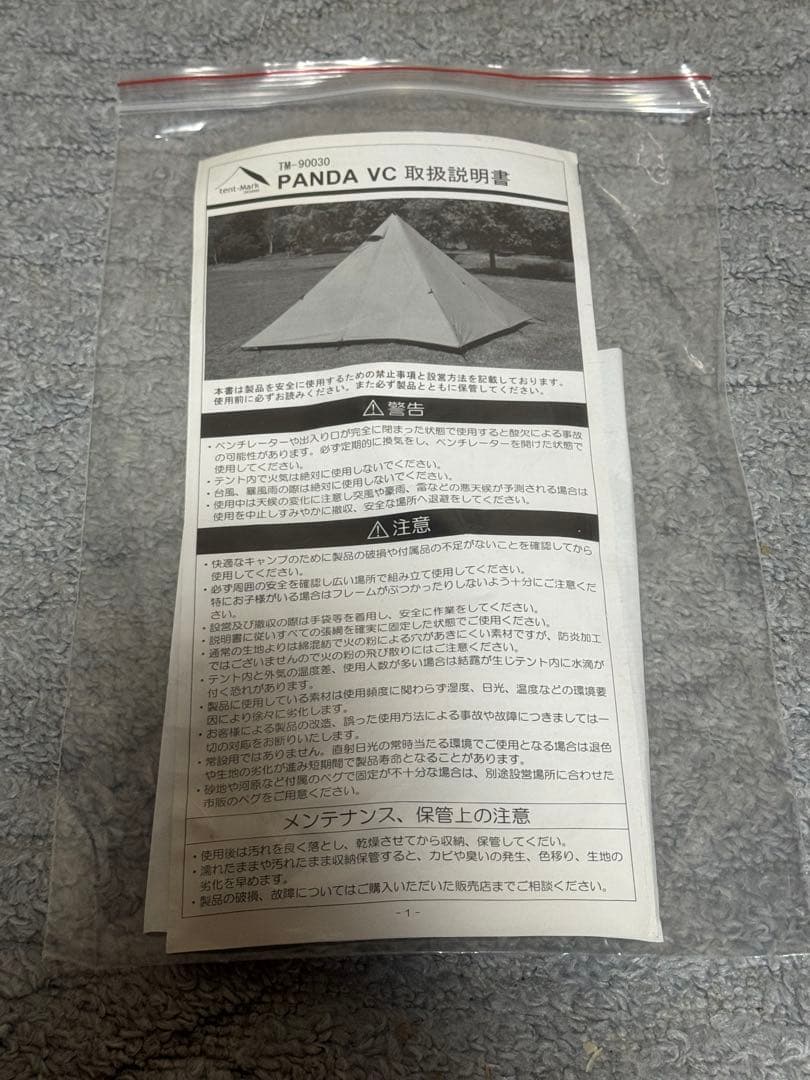 tent-Mark
TM-90030
PANDA VC 取扱説明書
本書は製品を安全に使用するための禁止事項と設営方法を記載しております。
使用前に必ずお読みください。また必ず製品とともに保管してください。
警告
・ベンチレーターや出入り口が完全に閉まった状態で使用すると酸欠による事故
の可能性があります。必ず定期的に換気をし、ベンチレーターを開けた状態で
使用してください。
・テント内で火気は絶対に使用しないでください。
・台風、暴風雨の際は絶対に使用しないでください。
・使用中は天候の変化に注意し突風や豪雨、雷などの悪天候が予測される場合は
使用を中止しすみやかに撤収、安全な場所へ退避をしてください。
注意
・快適なキャンプのために製品の破損や付属品の不足がないことを確認してから
使用してください。
・必ず周囲の安全を確認し広い場所で組み立て使用してください。
特にお子様がいる場合はフレームがぶつかったりしないよう十分にご注意くだ
さい。
・設営及び撤収の際は手袋等を着用し、安全に作業をしてください。
・説明書に従いすべての張綱を確実に固定した状態でご使用ください。
・通常の生地よりは綿混紡で火の粉による穴があきにくい素材ですが、防炎加工
ではございませんので火の粉の飛び散りにはご注意ください。
・テント内と外気の温度差、使用人数が多い場合は結露が生じテント内に水滴が
付く恐れがあります。
・製品に使用している素材は使用頻度に関わらず湿度、日光、温度などの環境要
因により徐々に劣化します。
・お客様による製品の改造、誤った使用方法による事故や故障につきましては一
切の対応をお断りいたします。
・常設用ではありません。直射日光の常時当たる環境でご使用となる場合は退色
や生地の劣化が進み短期間で製品寿命となることがあります。
・砂地や河原など付属のペグで固定が不十分な場合は、別途設営場所に合わせた
市販のペグをご用意ください。
メンテナンス、保管上の注意
・使用後は汚れを良く落とし、乾燥させてから収納、保管してくだい。
・濡れたままや汚れたまま収納保管すると、カビや臭いの発生、色移り、生地の
劣化を早めます。
・製品の破損、故障についてはご購入いただいた販売店までご相談ください。
- 1 -